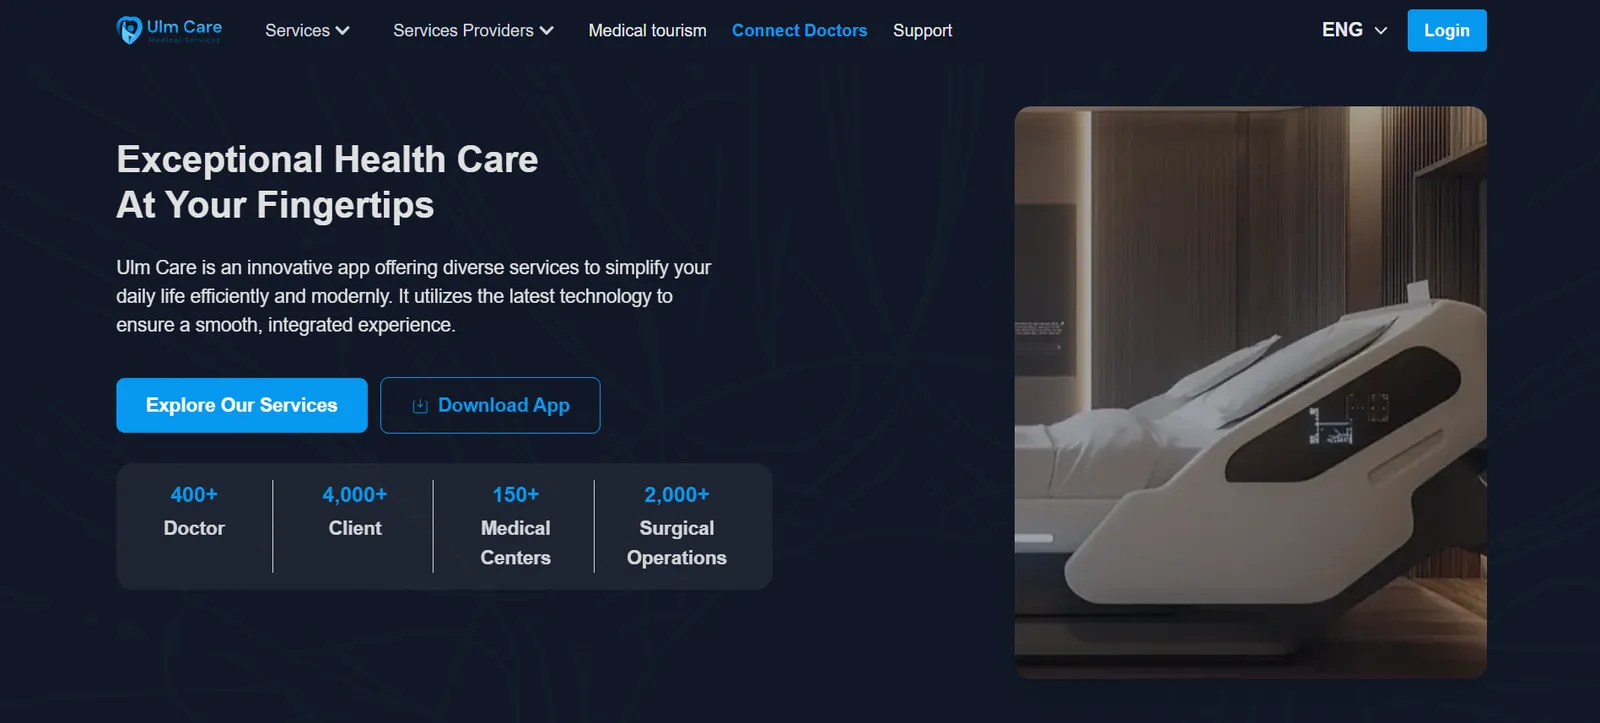 Ulm Care
Medical Services
Services
Services Providers
Medical tourism
Connect Doctors
Support
ENG
Login
Exceptional Health Care
At Your Fingertips
Ulm Care is an innovative app offering diverse services to simplify your
daily life efficiently and modernly. It utilizes the latest technology to
ensure a smooth, integrated experience.
Explore Our Services
Download App
400+
Doctor
4,000+
Client
150+
Medical
Centers
2,000+
Surgical
Operations